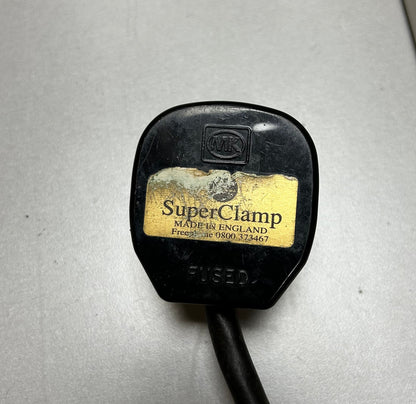 MK
SuperClamp
MADE IN ENGLAND
Freephone 0800 373467
FUSED